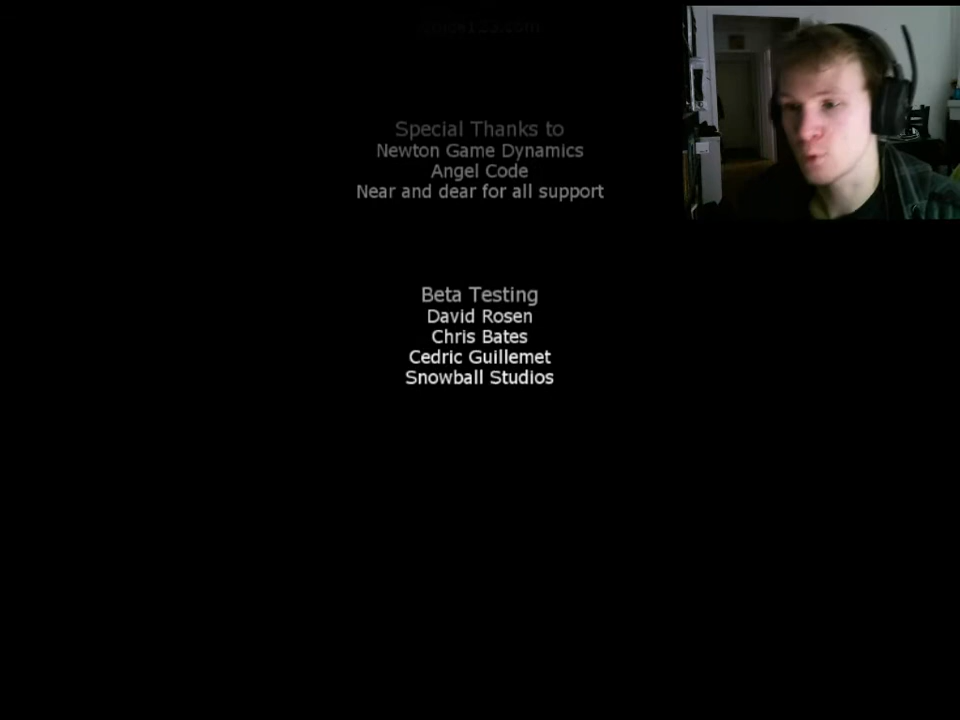 Special Thanks to
Newton Game Dynamics
Angel Code
Near and dear for all support
Beta Testing
David Rosen
Chris Bates
Cedric Guillemet
Snowball Studios